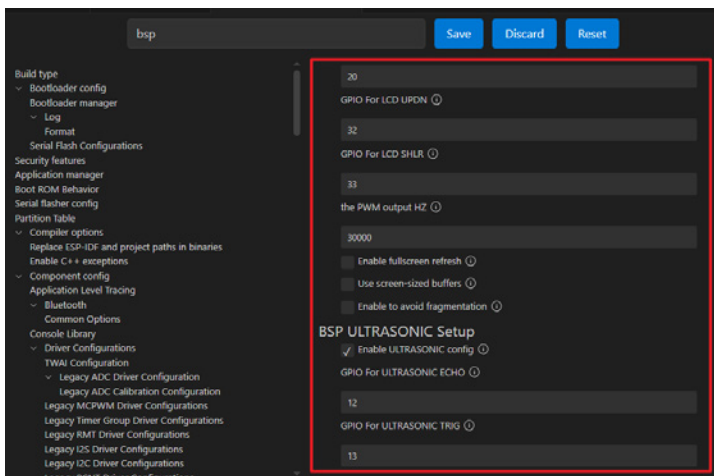 bsp
Save
Discard
Reset
Build type
Bootloader config
Bootloader manager
Log
Format
Serial Flash Configurations
Security features
Application manager
Boot ROM Behavior
Serial flasher config
Partition Table
Compiler options
Replace ESP-IDF and project paths in binaries
Enable C++ exceptions
Component config
Application Level Tracing
Bluetooth
Common Options
Console Library
Driver Configurations
TWAI Configuration
Legacy ADC Driver Configuration
Legacy ADC Calibration Configuration
Legacy MCPWM Driver Configurations
Legacy Timer Group Driver Configurations
Legacy RMT Driver Configurations
Legacy I2S Driver Configurations
Legacy I2C Driver Configurations
20
GPIO For LCD UPDN
32
GPIO For LCD SHLR
33
the PWM output HZ
30000
Enable fullscreen refresh
Use screen-sized buffers
Enable to avoid fragmentation
BSP ULTRASONIC Setup
Enable ULTRASONIC config
GPIO For ULTRASONIC ECHO
12
GPIO For ULTRASONIC TRIG
13